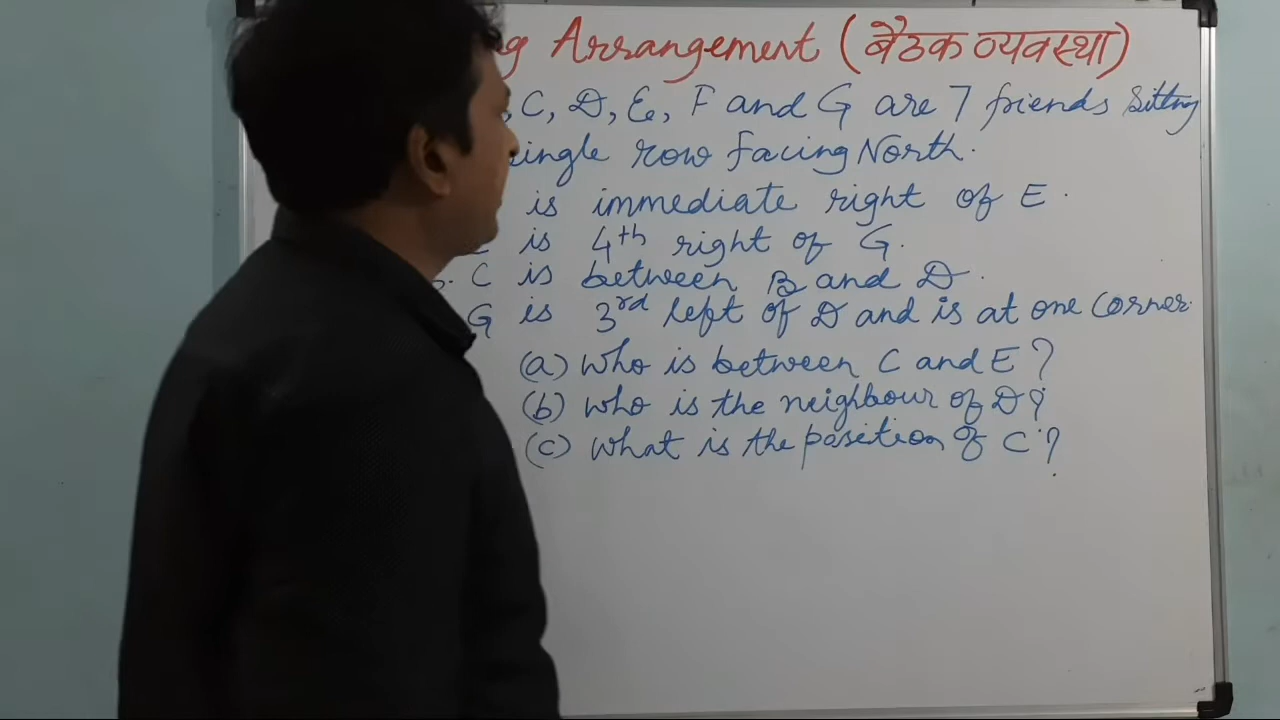 g Arrangement (बैठक व्यवस्था)
, C, D, E, F and G are 7 friends sitting
ingle row facing North.
is immediate right of E.
is 4th right of G.
. C is between B and D.
G is 3rd left of D and is at one corner.
(a) Who is between C and E?
(b) Who is the neighbour of D?
(c) What is the position of C?